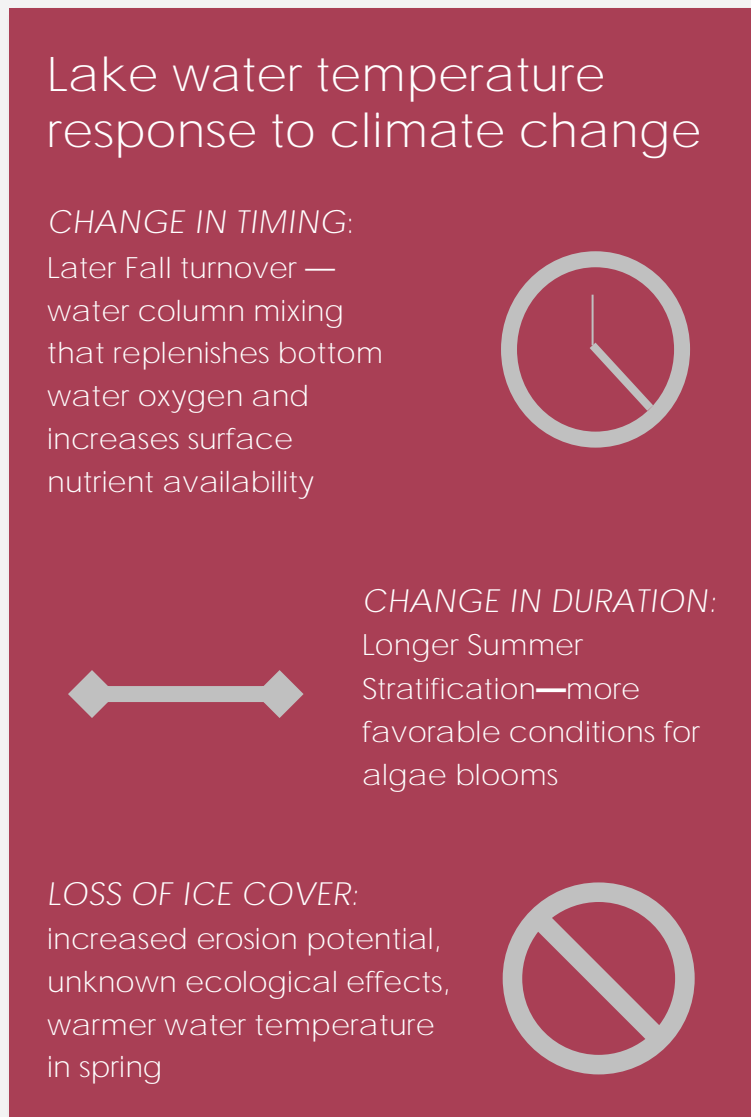 Lake water temperature
response to climate change
CHANGE IN TIMING:
Later Fall turnover —
water column mixing
that replenishes bottom
water oxygen and
increases surface
nutrient availability
CHANGE IN DURATION:
Longer Summer
Stratification—more
favorable conditions for
algae blooms
LOSS OF ICE COVER:
increased erosion potential,
unknown ecological effects,
warmer water temperature
in spring